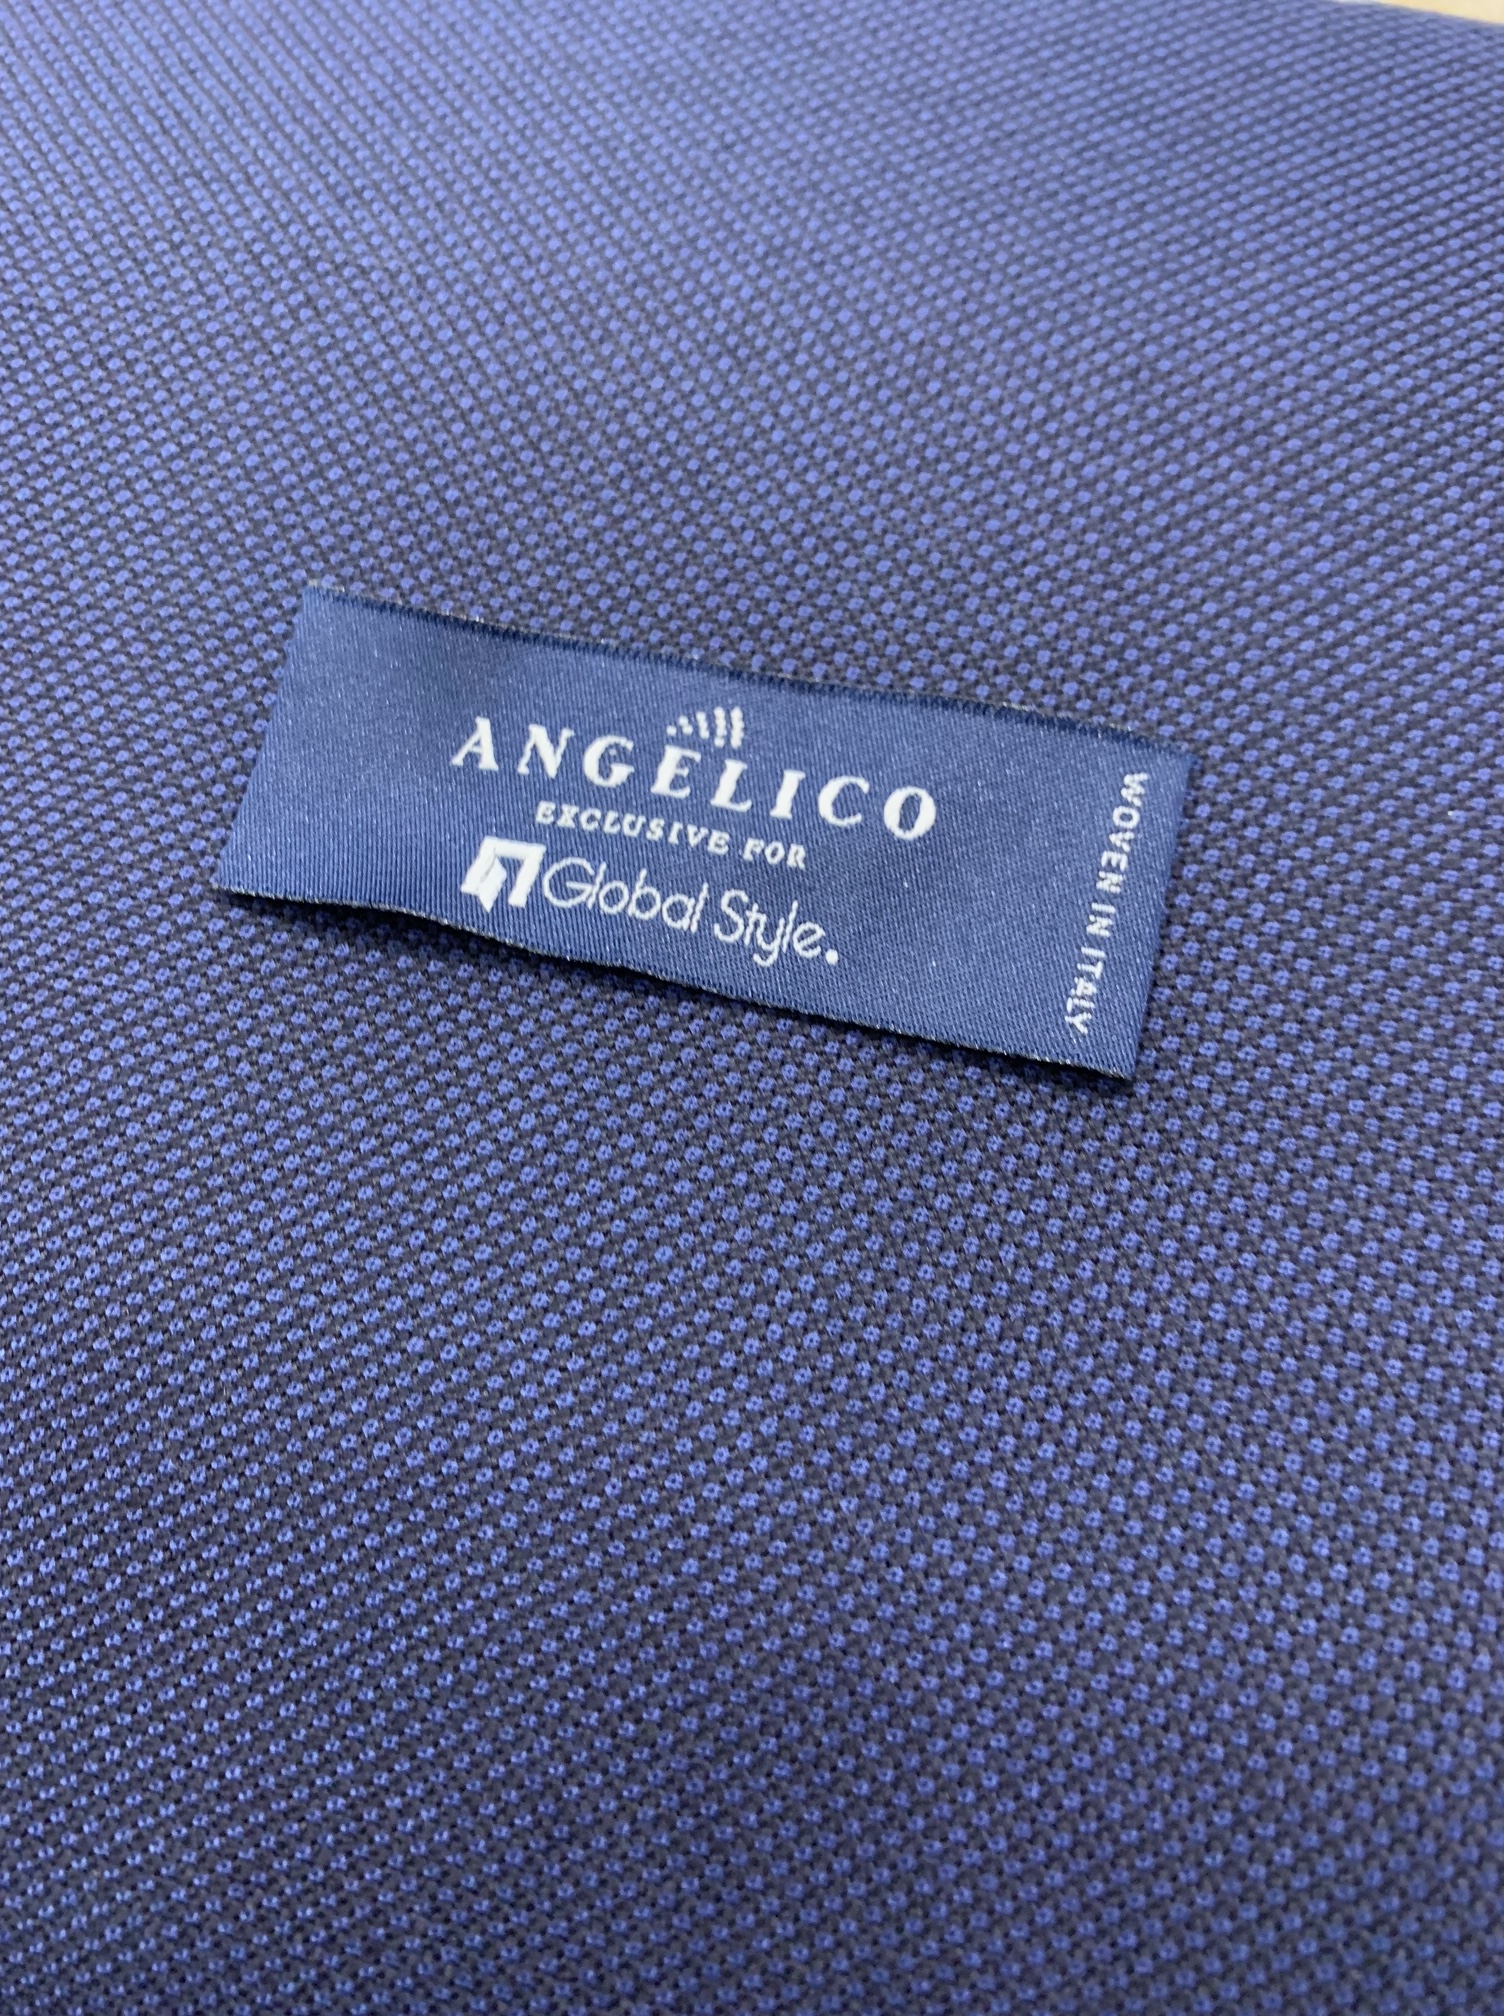 ANGELICO
EXCLUSIVE FOR
Global Style.
WOVEN IN ITALY